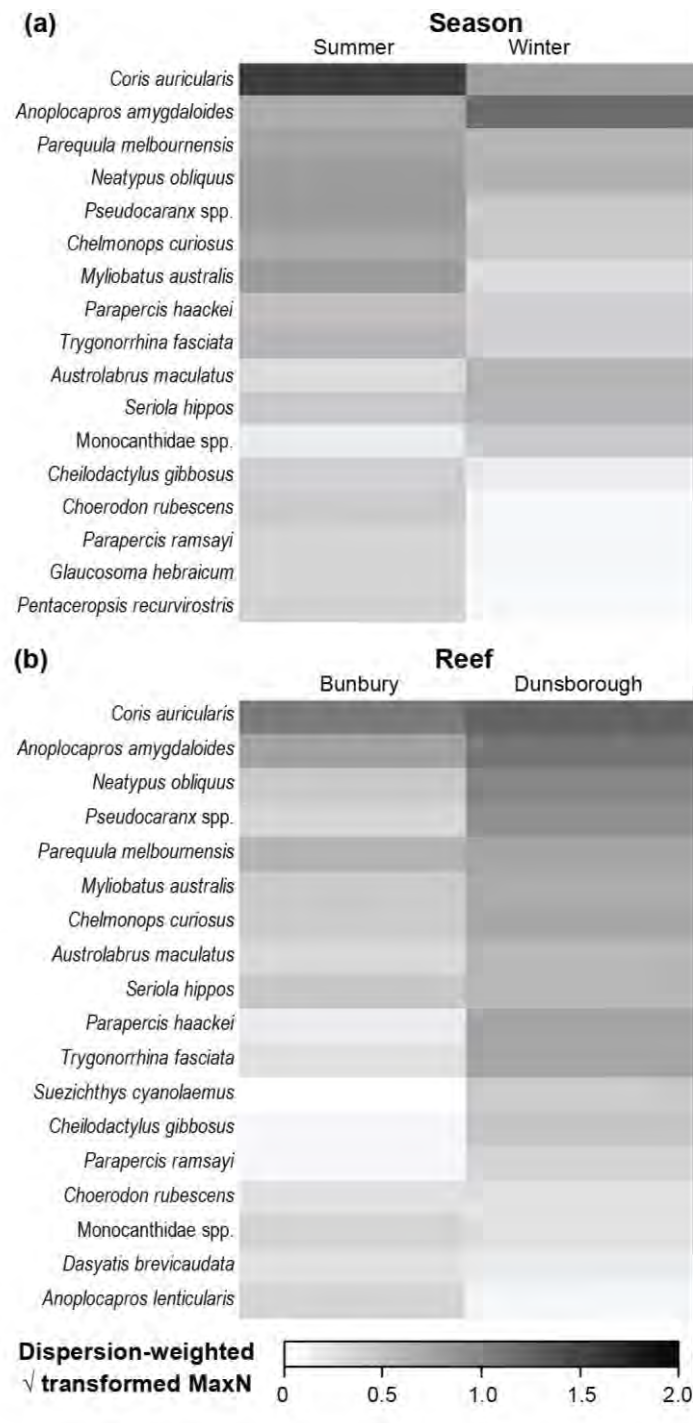 (a) Season
Summer Winter
Coris auricularis
Anoplocapros amygdaloides
Parequula melbournensis
Neatypus obliquus
Pseudocaranx spp.
Chelmonops curiosus
Myliobatus australis
Parapercis haackei
Trygonorrhina fasciata
Austrolabrus maculatus
Seriola hippos
Monocanthidae spp.
Cheilodactylus gibbosus
Choerodon rubescens
Parapercis ramsayi
Glaucosoma hebraicum
Pentaceropsis recurvirostris
(b) Reef
Bunbury Dunsborough
Coris auricularis
Anoplocapros amygdaloides
Neatypus obliquus
Pseudocaranx spp.
Parequula melbournensis
Myliobatus australis
Chelmonops curiosus
Austrolabrus maculatus
Seriola hippos
Parapercis haackei
Trygonorrhina fasciata
Suezichthys cyanolaemus
Cheilodactylus gibbosus
Parapercis ramsayi
Choerodon rubescens
Monocanthidae spp.
Dasyatis brevicaudata
Anoplocapros lenticularis
Dispersion-weighted
√ transformed MaxN
0 0.5 1.0 1.5 2.0